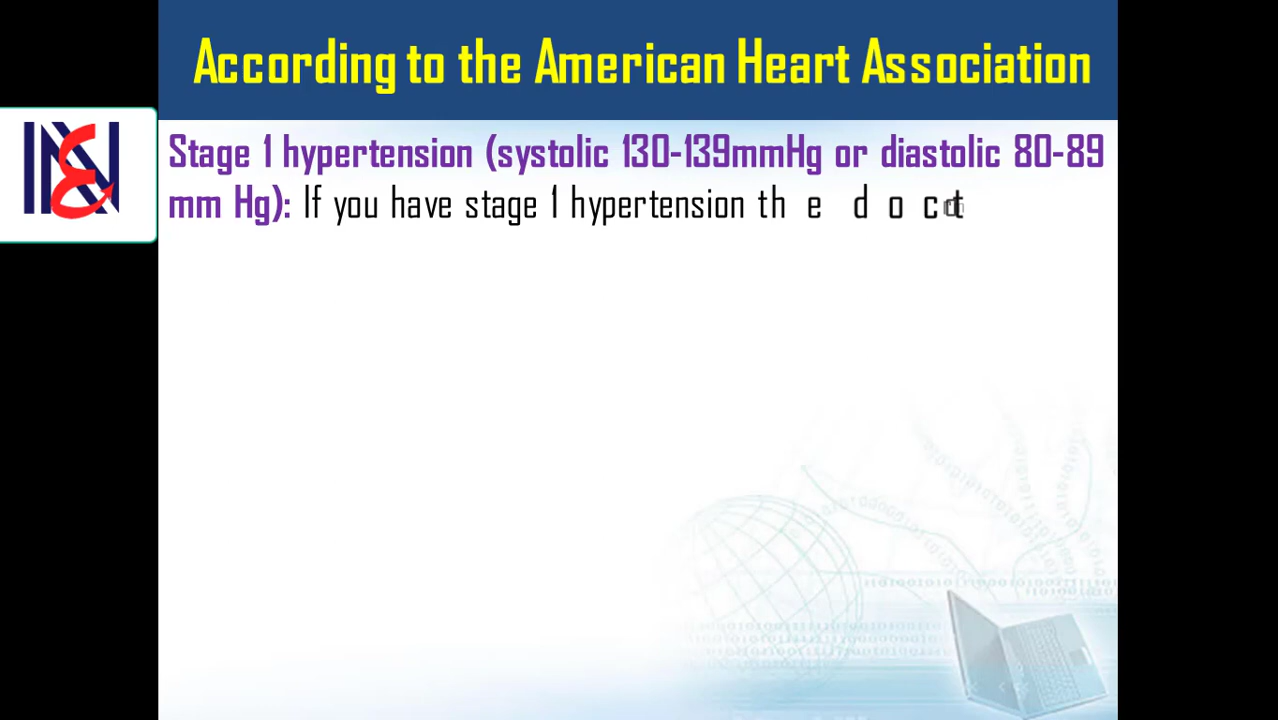 According to the American Heart Association
Stage 1 hypertension (systolic 130-139mmHg or diastolic 80-89
mm Hg): If you have stage 1 hypertension the